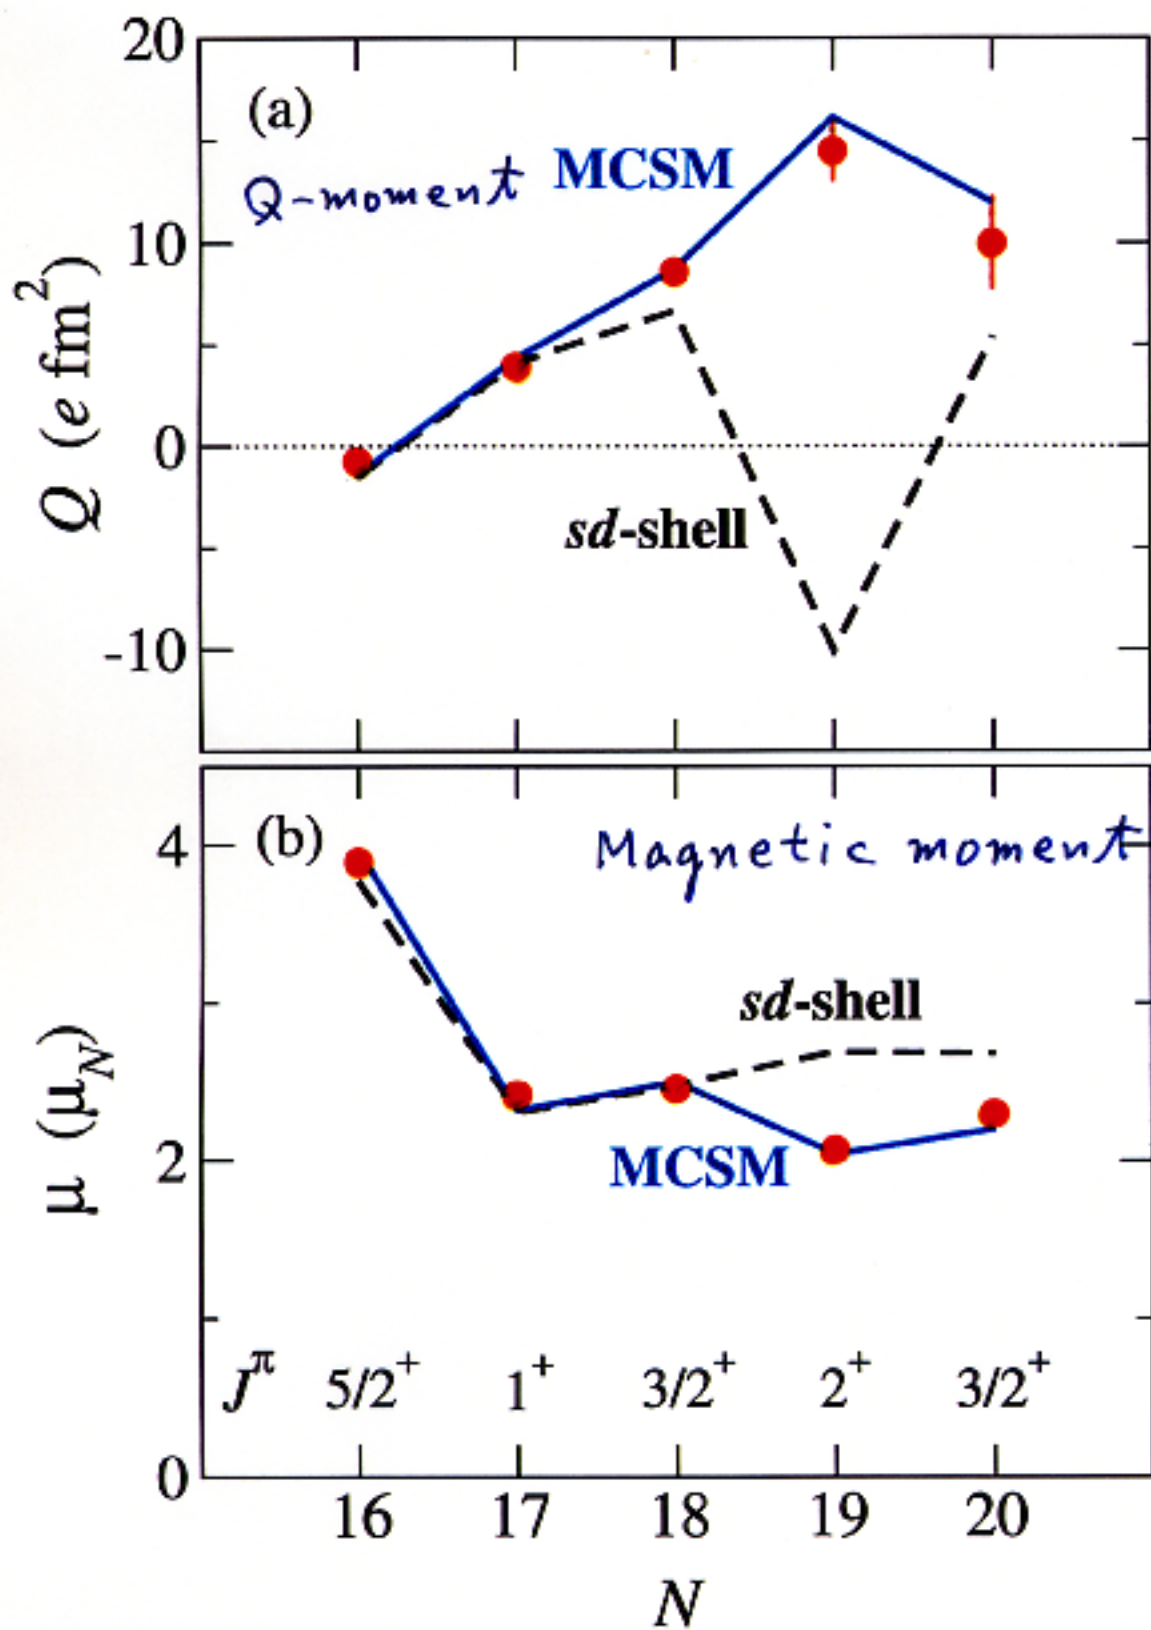 20
(a)
Q-moment
MCSM
10
0
sd-shell
-10
Q (e fm²)
4
(b)
Magnetic moment
sd-shell
2
MCSM
μ (μN)
Jπ 5/2+ 1+ 3/2+ 2+ 3/2+
0
16 17 18 19 20
N